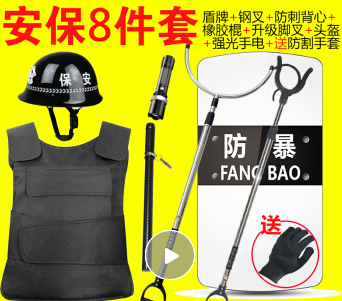 安保8件套
盾牌+钢叉+防刺背心+
橡胶棍+升级脚叉+头盔
+强光手电+送防割手套
保安
防暴
FANG BAO
送